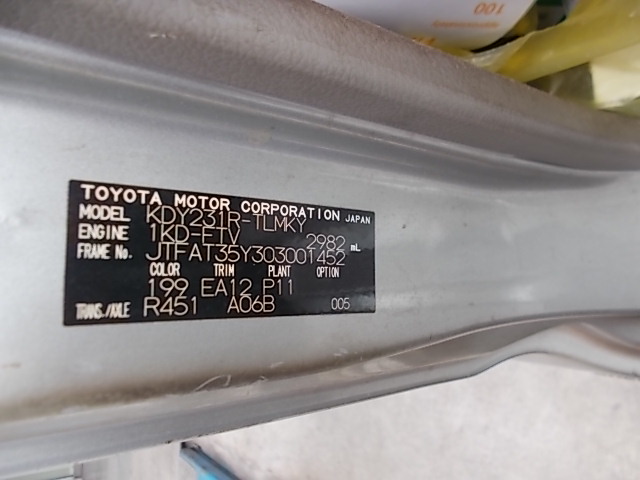 001
TOYOTA MOTOR CORPORATION JAPAN
MODEL KDY231R-TLMKY
ENGINE 1KD-FTV 2982 mL
FRAME No. JTFAT35Y303001452
COLOR TRIM PLANT OPTION
199 EA12 P11
TRANS./AXLE R451 A06B 005